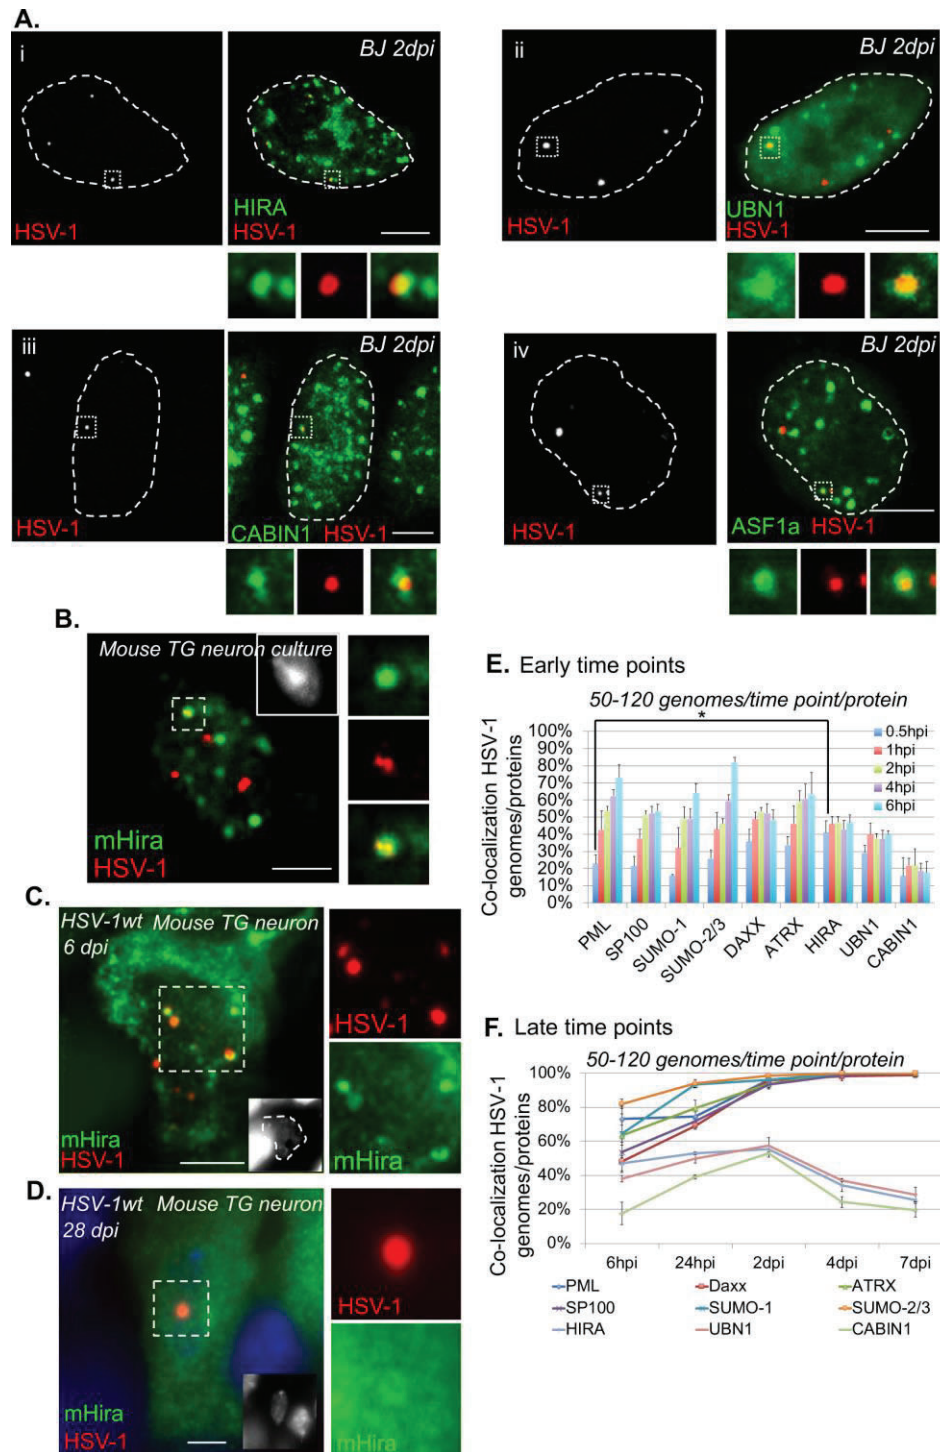 A.
i
BJ 2dpi
HSV-1
HIRA
HSV-1
ii
BJ 2dpi
HSV-1
UBN1
HSV-1
iii
BJ 2dpi
HSV-1
CABIN1 HSV-1
iv
BJ 2dpi
HSV-1
ASF1a HSV-1
B.
Mouse TG neuron culture
mHira
HSV-1
C.
HSV-1wt Mouse TG neuron
6 dpi
mHira
HSV-1
HSV-1
mHira
D.
HSV-1wt Mouse TG neuron
28 dpi
mHira
HSV-1
HSV-1
mHira
E. Early time points
50-120 genomes/time point/protein
*
Co-localization HSV-1
genomes/proteins
100%
90%
80%
70%
60%
50%
40%
30%
20%
10%
0%
0.5hpi
1hpi
2hpi
4hpi
6hpi
PML
SP100
SUMO-1
SUMO-2/3
DAXX
ATRX
HIRA
UBN1
CABIN1
F. Late time points
50-120 genomes/time point/protein
Co-localization HSV-1
genomes/proteins
100%
80%
60%
40%
20%
0%
6hpi 24hpi 2dpi 4dpi 7dpi
PML Daxx ATRX
SP100 SUMO-1 SUMO-2/3
HIRA UBN1 CABIN1